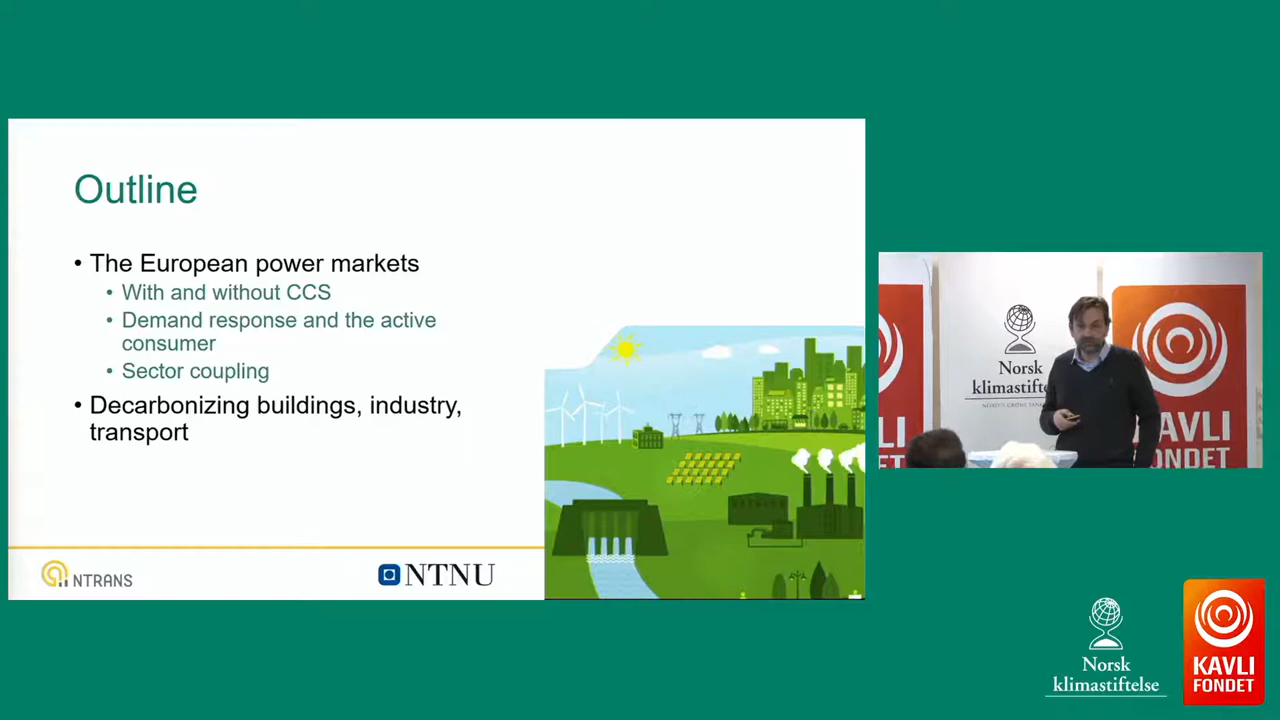 Outline
• The European power markets
• With and without CCS
• Demand response and the active
consumer
• Sector coupling
• Decarbonizing buildings, industry,
transport
NTRANS
NTNU
Norsk
klimastifte
KAVLI
FONDET
Norsk
klimastiftelse
KAVLI
FONDET